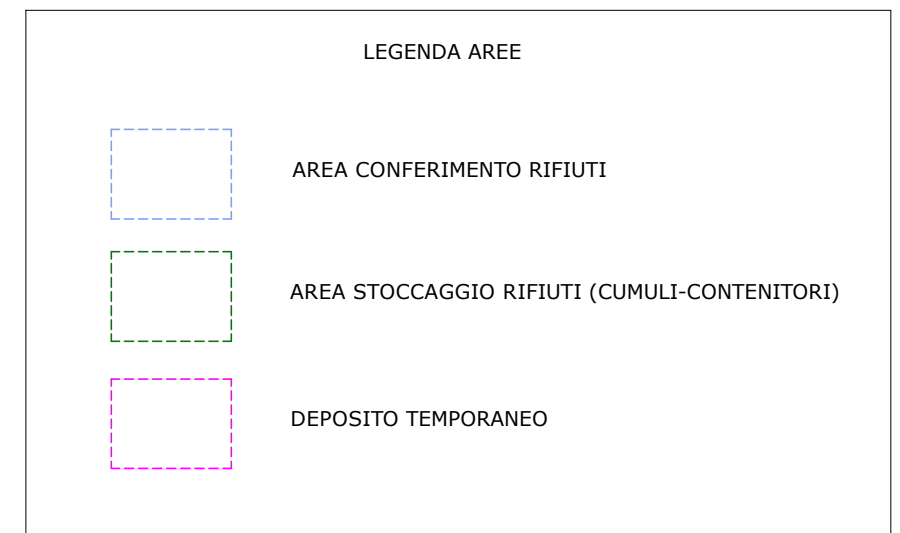 LEGENDA AREE
AREA CONFERIMENTO RIFIUTI
AREA STOCCAGGIO RIFIUTI (CUMULI-CONTENITORI)
DEPOSITO TEMPORANEO